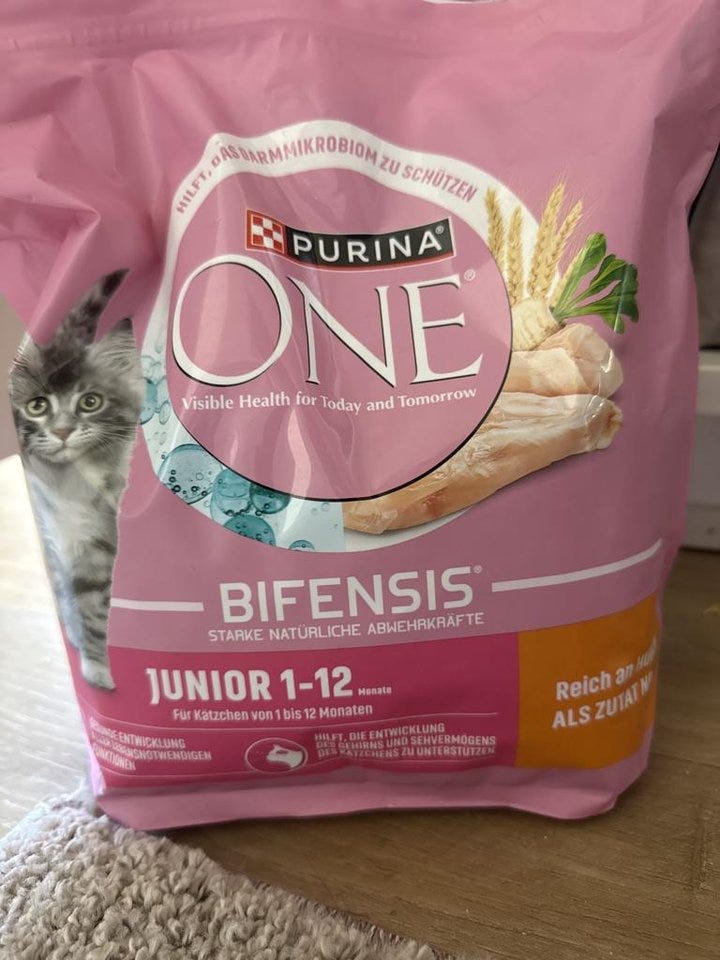 HILFT, DAS DARMMIKROBIOM ZU SCHÜTZEN
PURINA®
ONE®
Visible Health for Today and Tomorrow
BIFENSIS®
STARKE NATÜRLICHE ABWEHRKRÄFTE
JUNIOR 1-12 Monate
Für Kätzchen von 1 bis 12 Monaten
ENTWICKLUNG
LEBENSNOTWENDIGEN
HILFT, DIE ENTWICKLUNG
DES GEHIRNS UND SEHVERMÖGENS
DES KÄTZCHENS ZU UNTERSTÜTZEN
Reich an
ALS ZUTAT